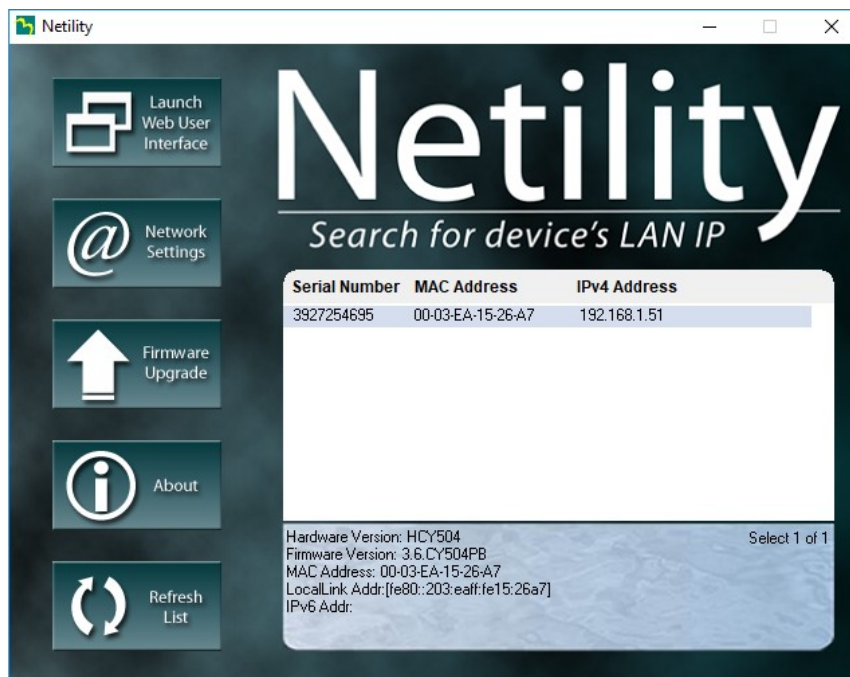 Netility
Launch
Web User
Interface
Network
Settings
Firmware
Upgrade
About
Refresh
List
Netility
Search for device's LAN IP
Serial Number MAC Address IPv4 Address
3927254695 00-03-EA-15-26-A7 192.168.1.51
Hardware Version: HCY504 Select 1 of 1
Firmware Version: 3.6.CY504PB
MAC Address: 00-03-EA-15-26-A7
LocalLink Addr:[fe80::203:eaff:fe15:26a7]
IPv6 Addr: